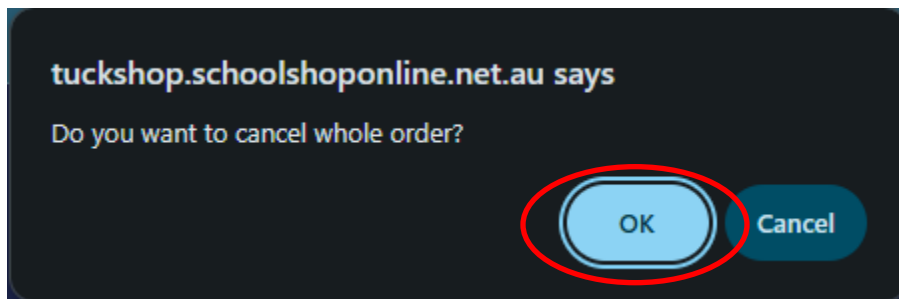 tuckshop.schoolshoponline.net.au says
Do you want to cancel whole order?
OK Cancel